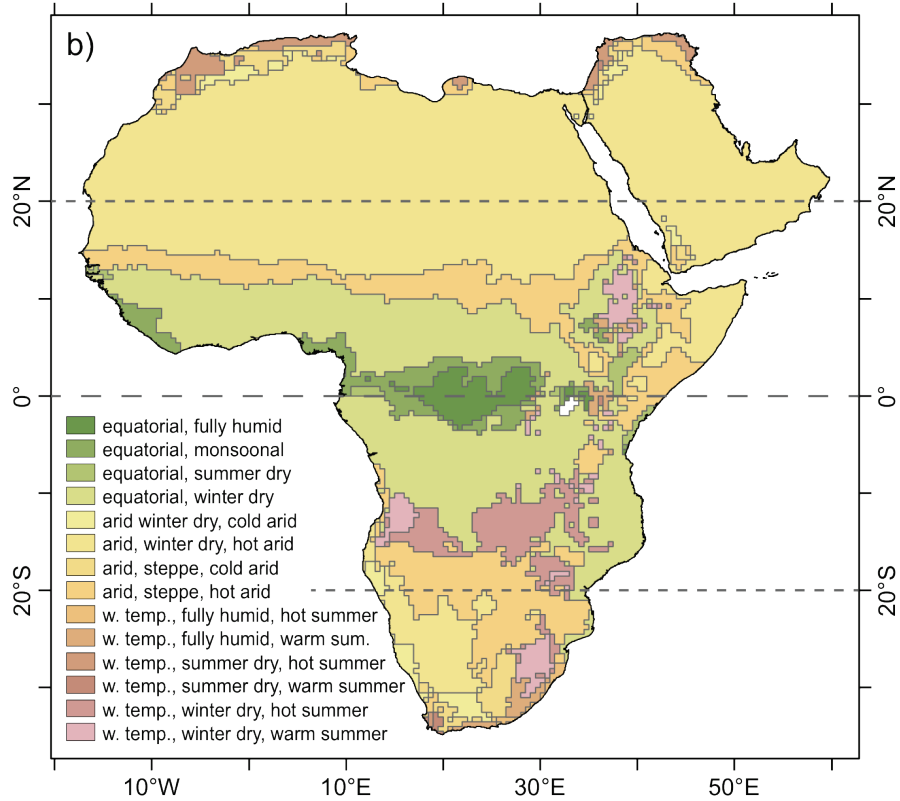 b)
20°N
20°N
0°
0°
equatorial, fully humid
equatorial, monsoonal
equatorial, summer dry
equatorial, winter dry
arid winter dry, cold arid
arid, winter dry, hot arid
arid, steppe, cold arid
arid, steppe, hot arid
w. temp., fully humid, hot summer
w. temp., fully humid, warm sum.
w. temp., summer dry, hot summer
w. temp., summer dry, warm summer
w. temp., winter dry, hot summer
w. temp., winter dry, warm summer
20°S
20°S
10°W
10°E
30°E
50°E